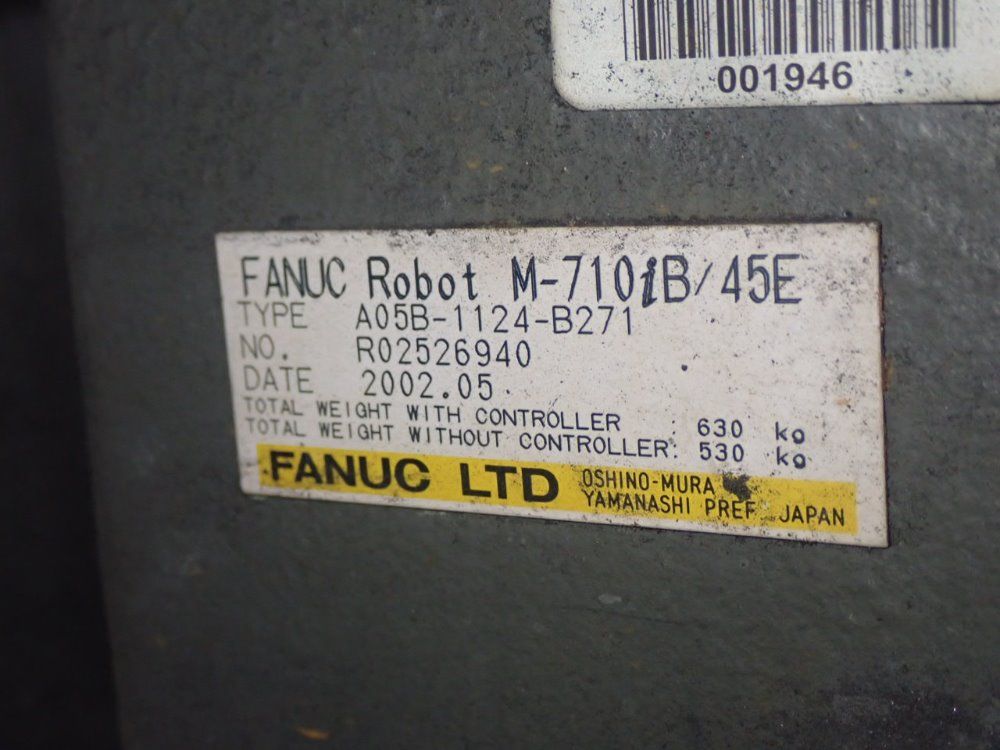 001946
FANUC Robot M-710iB/45E
TYPE A05B-1124-B271
NO. R02526940
DATE 2002.05
TOTAL WEIGHT WITH CONTROLLER : 630 kg
TOTAL WEIGHT WITHOUT CONTROLLER: 530 kg
FANUC LTD OSHINO-MURA
YAMANASHI PREF JAPAN